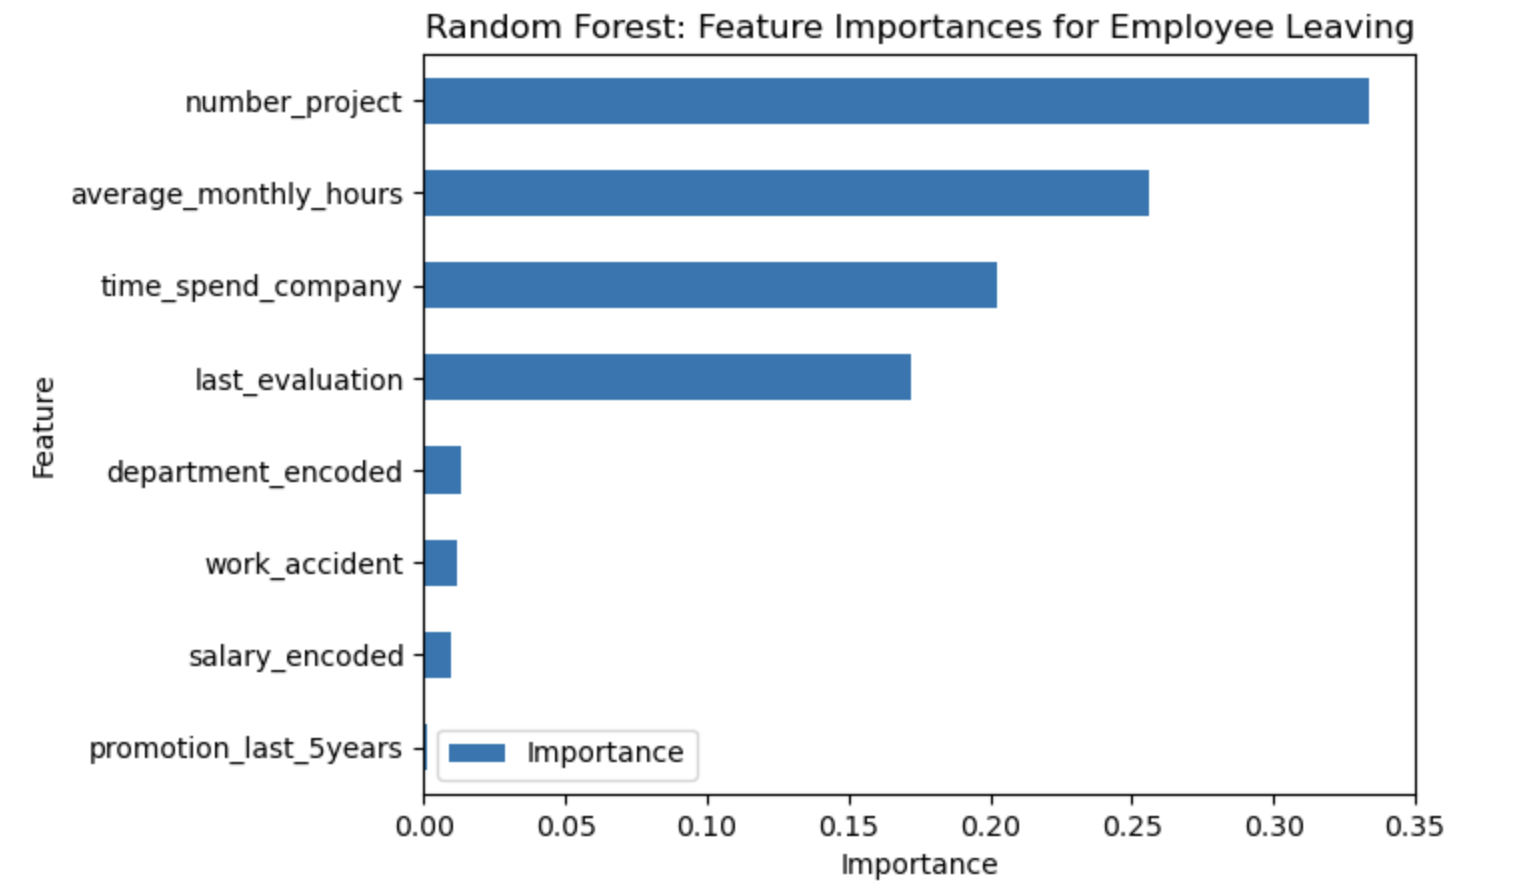 Random Forest: Feature Importances for Employee Leaving
number_project
average_monthly_hours
time_spend_company
last_evaluation
department_encoded
work_accident
salary_encoded
promotion_last_5years
Feature
Importance
0.00 0.05 0.10 0.15 0.20 0.25 0.30 0.35
Importance